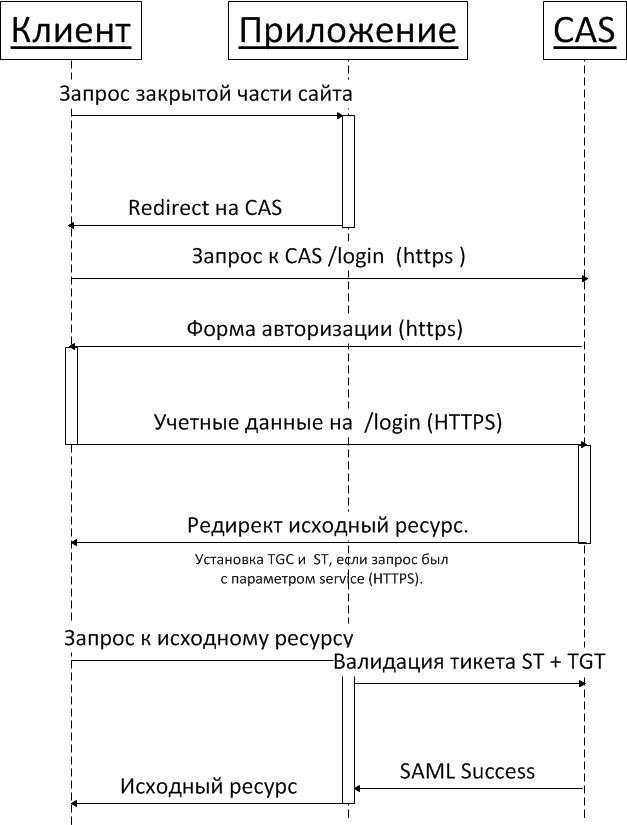 Клиент
Приложение
CAS
Запрос закрытой части сайта
Redirect на CAS
Запрос к CAS /login (https )
Форма авторизации (https)
Учетные данные на /login (HTTPS)
Редирект исходный ресурс.
Установка TGC и ST, если запрос был
с параметром service (HTTPS).
Запрос к исходному ресурсу
Валидация тикета ST + TGT
SAML Success
Исходный ресурс